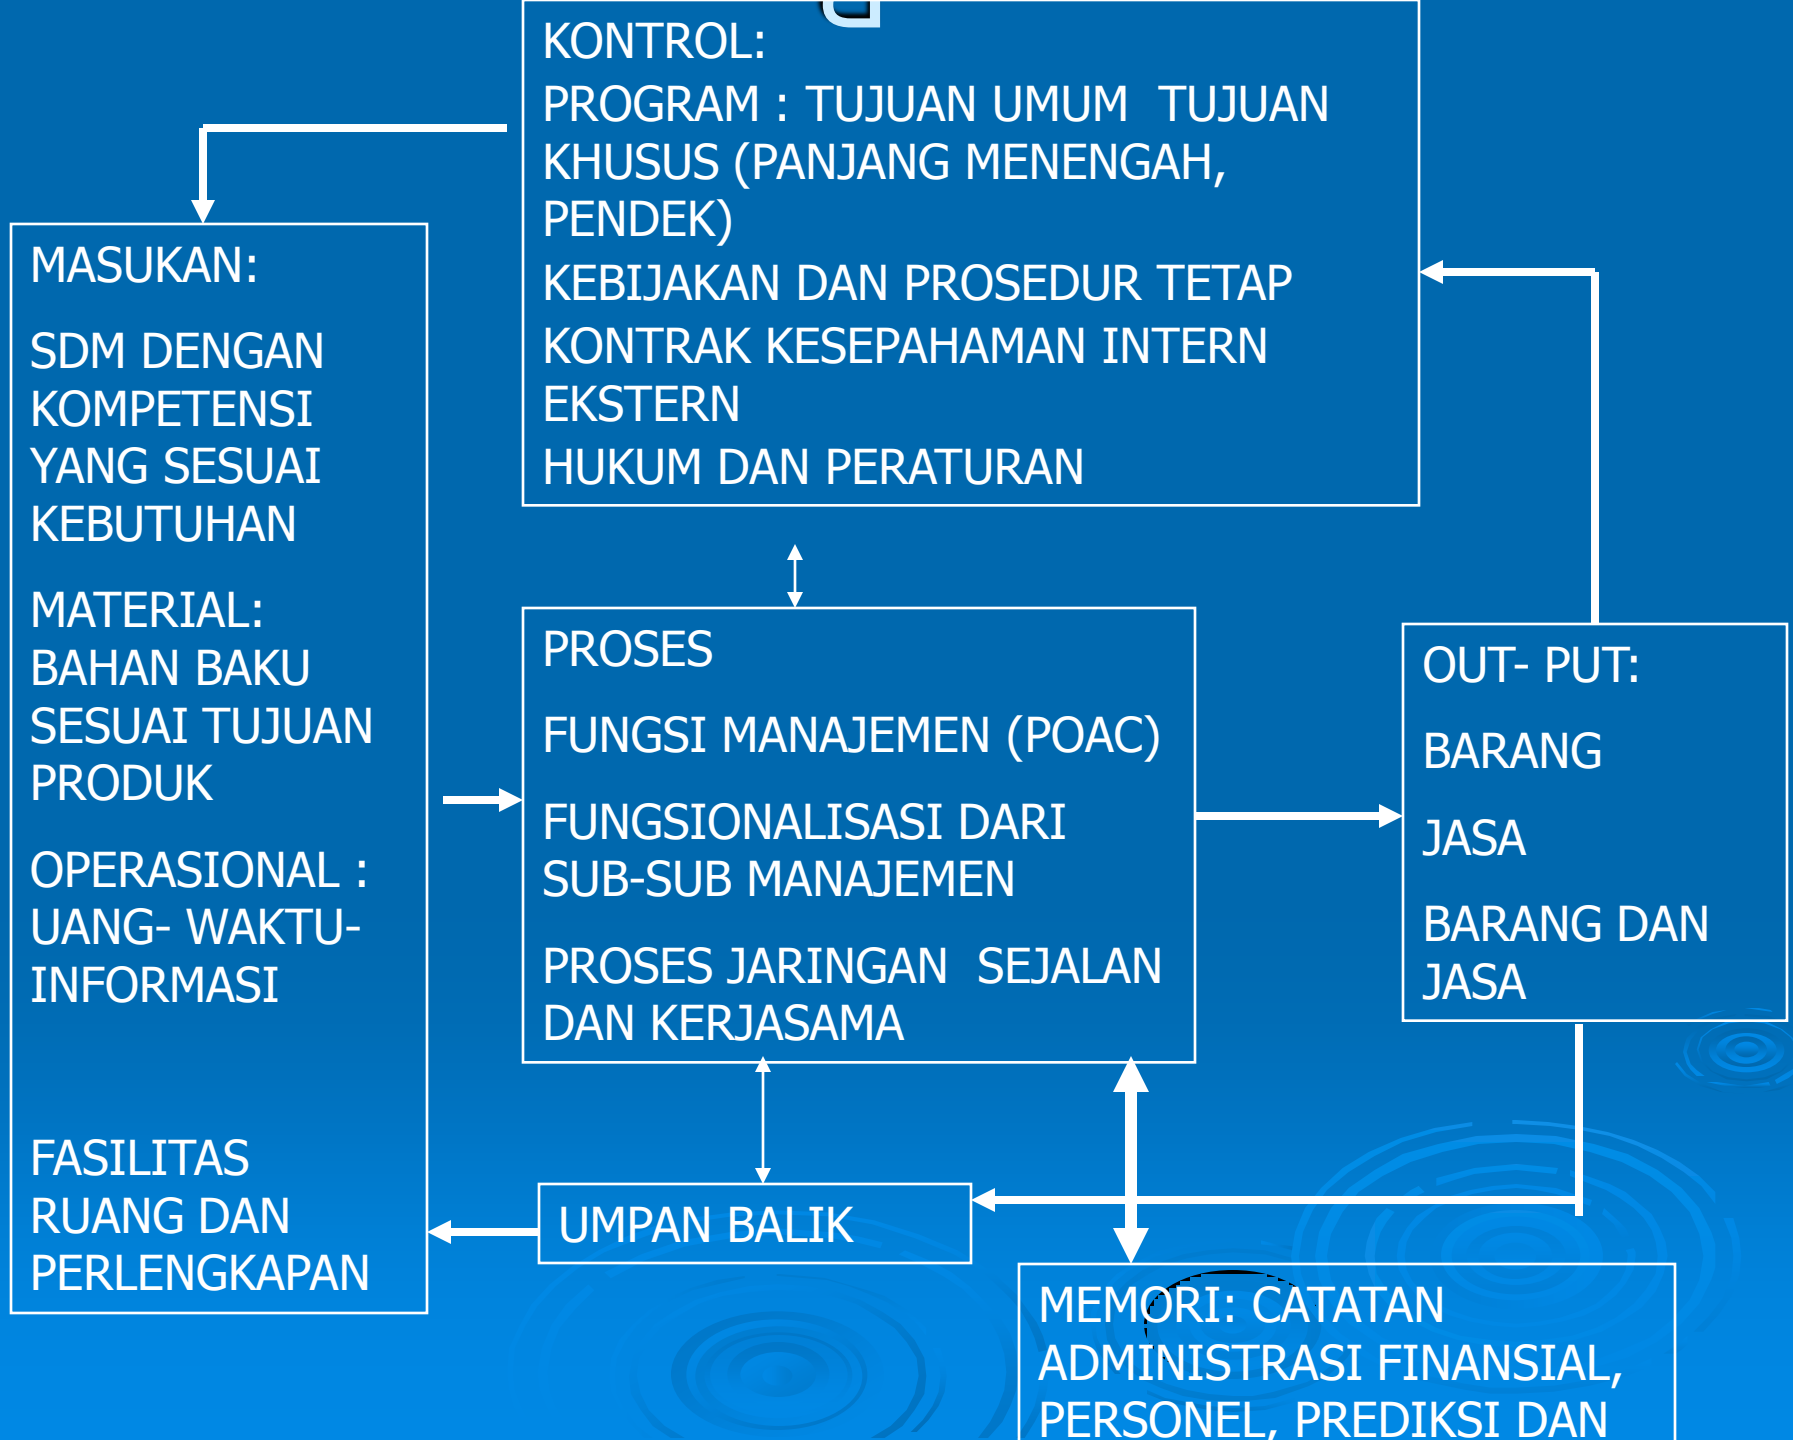 KONTROL:
PROGRAM : TUJUAN UMUM  TUJUAN
KHUSUS (PANJANG MENENGAH,
PENDEK)
KEBIJAKAN DAN PROSEDUR TETAP
KONTRAK KESEPAHAMAN INTERN
EKSTERN
HUKUM DAN PERATURAN
MASUKAN:
SDM DENGAN
KOMPETENSI
YANG SESUAI
KEBUTUHAN
MATERIAL:
BAHAN BAKU
SESUAI TUJUAN
PRODUK
OPERASIONAL :
UANG- WAKTU-
INFORMASI
FASILITAS
RUANG DAN
PERLENGKAPAN
PROSES
FUNGSI MANAJEMEN (POAC)
FUNGSIONALISASI DARI
SUB-SUB MANAJEMEN
PROSES JARINGAN  SEJALAN
DAN KERJASAMA
OUT- PUT:
BARANG
JASA
BARANG DAN
JASA
UMPAN BALIK
MEMORI: CATATAN
ADMINISTRASI FINANSIAL,
PERSONEL, PREDIKSI DAN